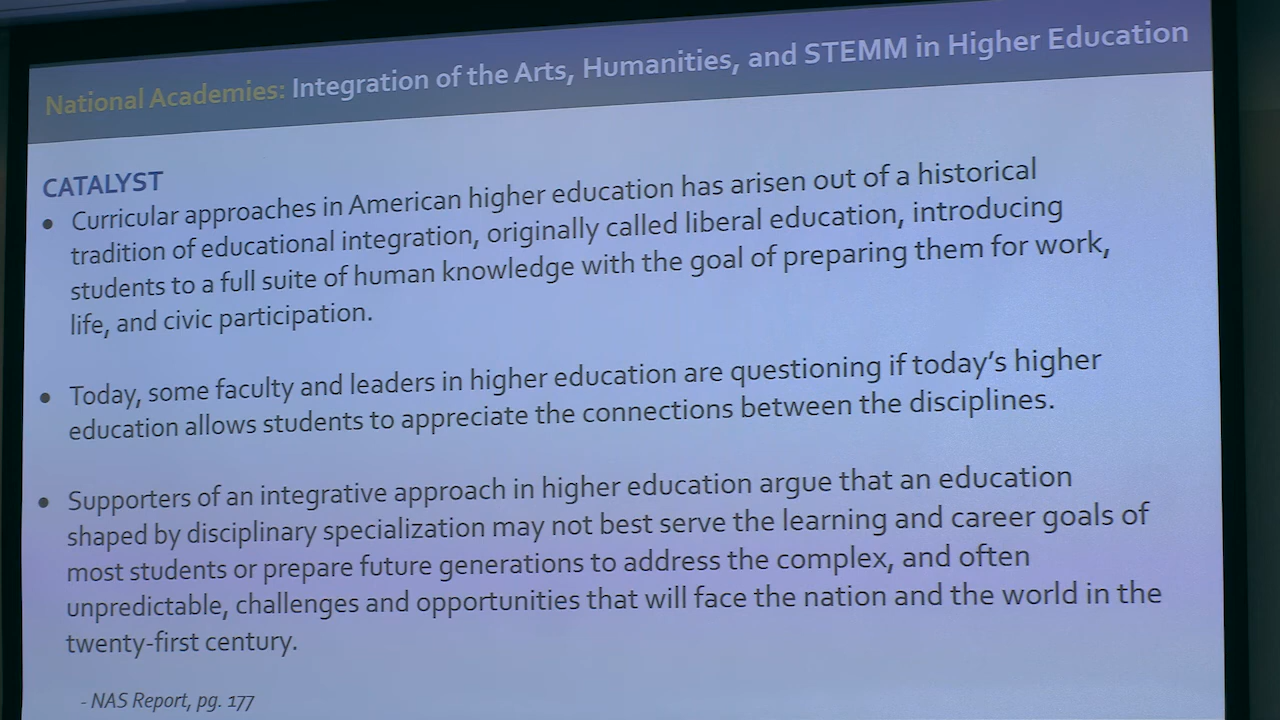 National Academies: Integration of the Arts, Humanities, and STEMM in Higher Education
CATALYST
• Curricular approaches in American higher education has arisen out of a historical
tradition of educational integration, originally called liberal education, introducing
students to a full suite of human knowledge with the goal of preparing them for work,
life, and civic participation.
• Today, some faculty and leaders in higher education are questioning if today's higher
education allows students to appreciate the connections between the disciplines.
• Supporters of an integrative approach in higher education argue that an education
shaped by disciplinary specialization may not best serve the learning and career goals of
most students or prepare future generations to address the complex, and often
unpredictable, challenges and opportunities that will face the nation and the world in the
twenty-first century.
- NAS Report, pg. 177